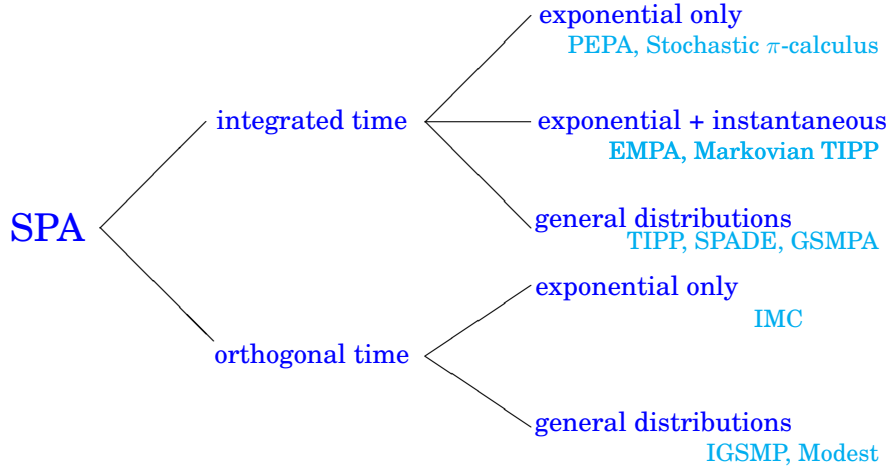 exponential only
PEPA, Stochastic π-calculus
integrated time
exponential + instantaneous
EMPA, Markovian TIPP
general distributions
TIPP, SPADE, GSMPA
SPA
exponential only
IMC
orthogonal time
general distributions
IGSMP, Modest